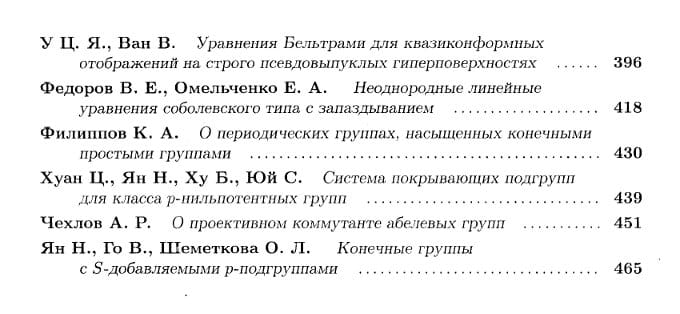 У Ц. Я., Ван В. Уравнения Бельтрами для квазиконформных
отображений на строго псевдовыпуклых гиперповерхностях ...... 396
Федоров В. Е., Омельченко Е. А. Неоднородные линейные
уравнения соболевского типа с запаздыванием .................. 418
Филиппов К. А. О периодических группах, насыщенных конечными
простыми группами ............................................ 430
Хуан Ц., Ян Н., Ху Б., Юй С. Система покрывающих подгрупп
для класса p-нильпотентных групп ............................. 439
Чехлов А. Р. О проективном коммутанте абелевых групп ........... 451
Ян Н., Го В., Шеметкова О. Л. Конечные группы
с S-добавляемыми p-подгруппами ............................... 465